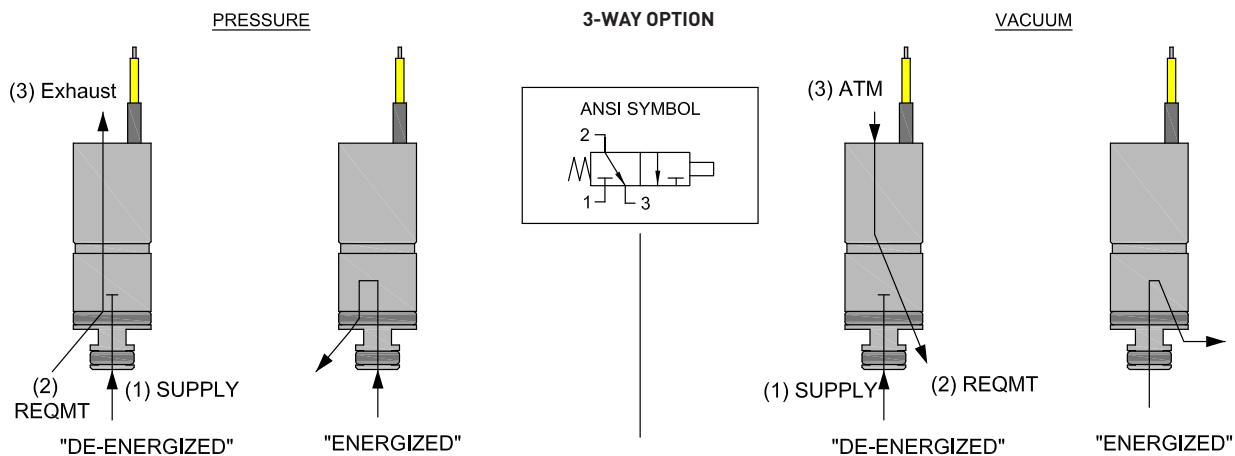 PRESSURE
3-WAY OPTION
VACUUM
(3) Exhaust
ANSI SYMBOL
2
1
3
(3) ATM
(2)
REQMT
(1) SUPPLY
(1) SUPPLY
(2) REQMT
"DE-ENERGIZED"
"ENERGIZED"
"DE-ENERGIZED"
"ENERGIZED"